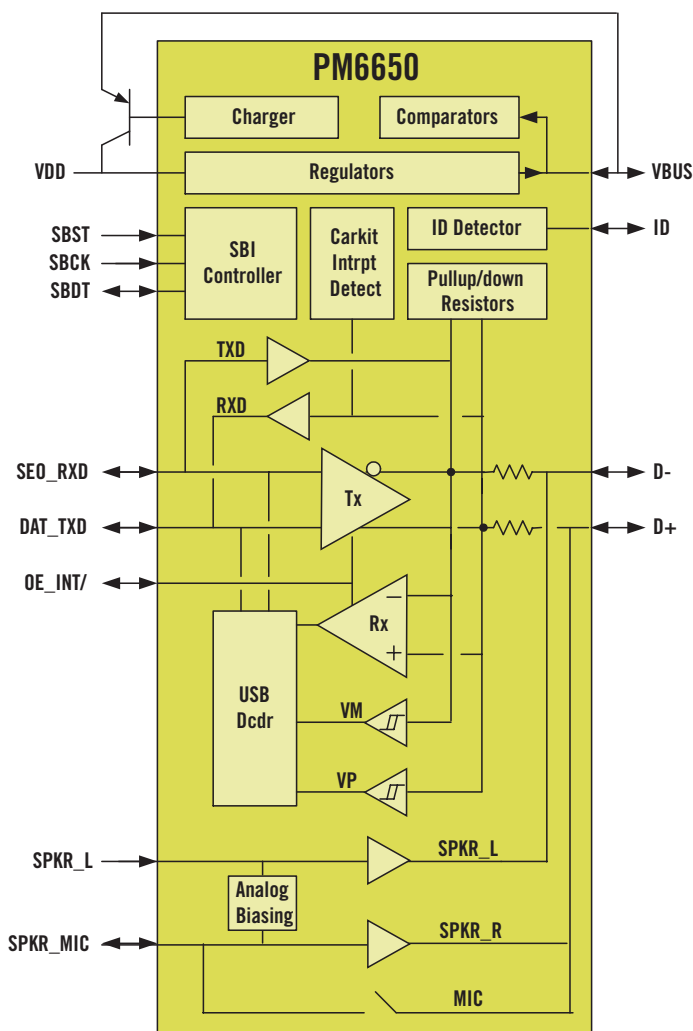 PM6650
Charger
Comparators
VDD
Regulators
VBUS
SBST
SBCK
SBDT
SBI
Controller
Carkit
Intrpt
Detect
ID Detector
ID
Pullup/down
Resistors
TXD
RXD
SEO_RXD
Tx
D-
DAT_TXD
D+
OE_INT/
Rx
USB
Dcdr
VM
VP
SPKR_L
SPKR_L
Analog
Biasing
SPKR_MIC
SPKR_R
MIC